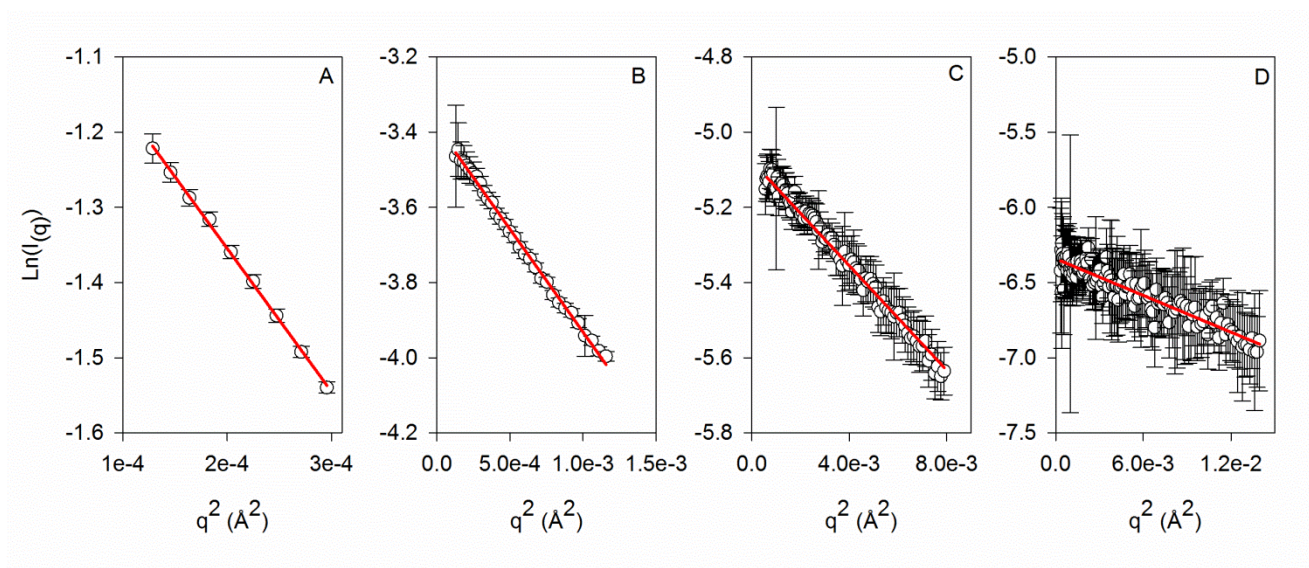 -1.1
-1.2
-1.3
-1.4
-1.5
-1.6
Ln(I(q))
A
1e-4
2e-4
3e-4
q2 (Å2)
-3.2
-3.4
-3.6
-3.8
-4.0
-4.2
B
0.0
5.0e-4
1.0e-3
1.5e-3
q2 (Å2)
-4.8
-5.0
-5.2
-5.4
-5.6
-5.8
C
0.0
4.0e-3
8.0e-3
q2 (Å2)
-5.0
-5.5
-6.0
-6.5
-7.0
-7.5
D
0.0
6.0e-3
1.2e-2
q2 (Å2)